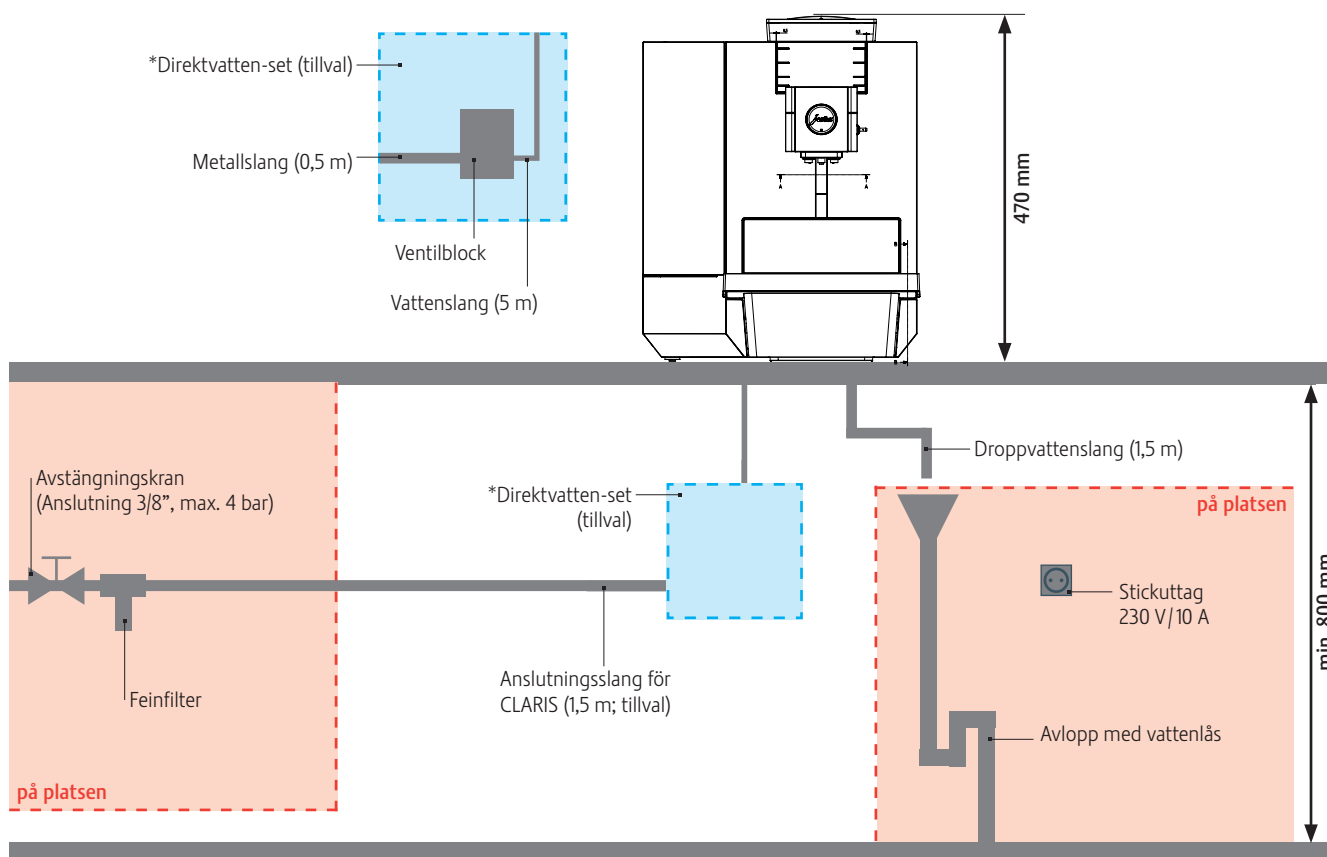 *Direktvatten-set (tillval)
Metallslang (0,5 m)
Ventilblock
Vattenslang (5 m)
470 mm
Avstängningskran
(Anslutning 3/8”, max. 4 bar)
Feinfilter
på platsen
*Direktvatten-set
(tillval)
Anslutningsslang för
CLARIS (1,5 m; tillval)
Droppvattenslang (1,5 m)
på platsen
Stickuttag
230 V/10 A
Avlopp med vattenlås
min. 800 mm